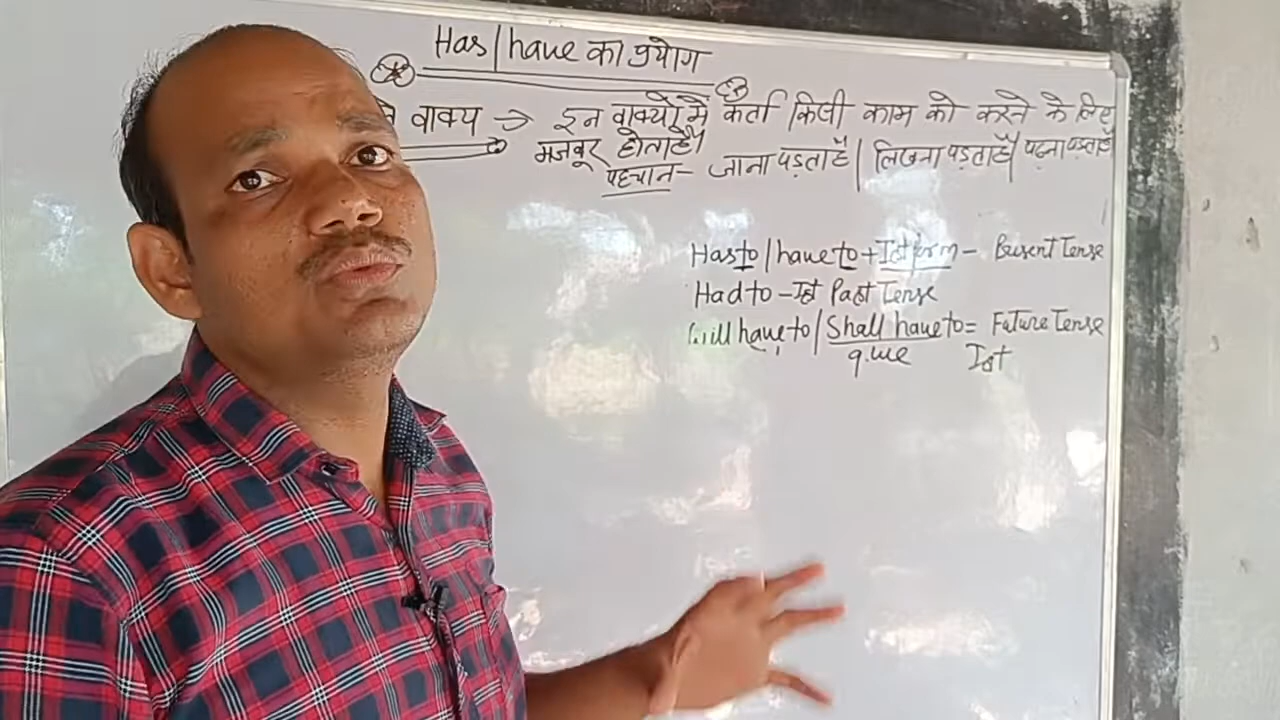 Has/have का प्रयोग
वाक्य → इन वाक्यों में कर्ता किसी काम को करने के लिए
मजबूर होता हैं।
पहचान - जाना पड़ता हैं/ लिखना पड़ता हैं/ पढ़ना पड़ता हैं
Has to / have to + Ist form - Present Tense
Had to - Ist Past Tense
Will have to / Shall have to = Future Tense
Ist